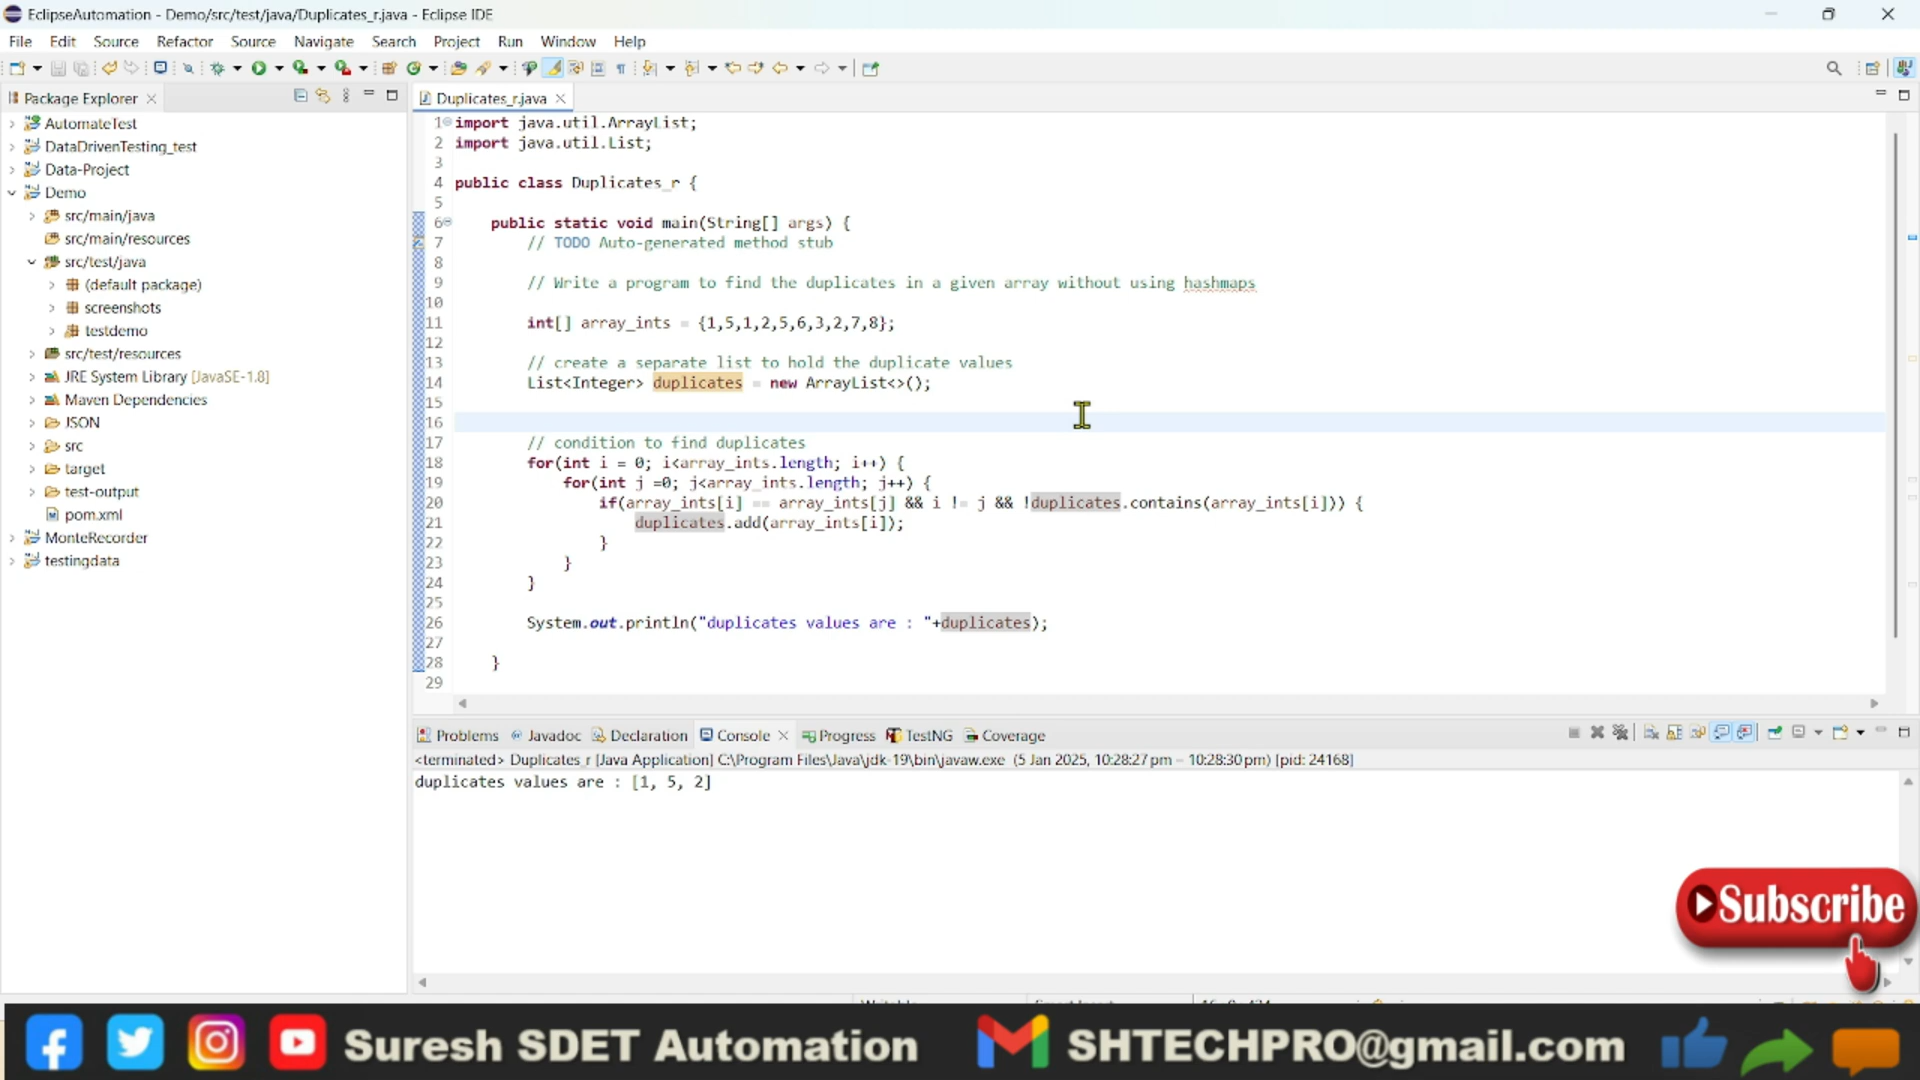 EclipseAutomation - Demo/src/test/java/Duplicates_r.java - Eclipse IDE
File Edit Source Refactor Source Navigate Search Project Run Window Help
Package Explorer
AutomateTest
DataDrivenTesting_test
Data-Project
Demo
src/main/java
src/main/resources
src/test/java
(default package)
screenshots
testdemo
src/test/resources
JRE System Library [JavaSE-1.8]
Maven Dependencies
JSON
src
target
test-output
pom.xml
MonteRecorder
testingdata
Duplicates_r.java
1 import java.util.ArrayList;
2 import java.util.List;
3
4 public class Duplicates_r {
5
6 public static void main(String[] args) {
7 // TODO Auto-generated method stub
8
9 // Write a program to find the duplicates in a given array without using hashmaps
10
11 int[] array_ints = {1,5,1,2,5,6,3,2,7,8};
12
13 // create a separate list to hold the duplicate values
14 List<Integer> duplicates = new ArrayList<>();
15
16
17 // condition to find duplicates
18 for(int i = 0; i<array_ints.length; i++) {
19 for(int j =0; j<array_ints.length; j++) {
20 if(array_ints[i] == array_ints[j] && i != j && !duplicates.contains(array_ints[i])) {
21 duplicates.add(array_ints[i]);
22 }
23 }
24 }
25
26 System.out.println("duplicates values are : "+duplicates);
27
28 }
29
Problems Javadoc Declaration Console Progress TestNG Coverage
<terminated> Duplicates_r [Java Application] C:\Program Files\Java\jdk-19\bin\javaw.exe (5 Jan 2025, 10:28:27 pm – 10:28:30 pm) [pid: 24168]
duplicates values are : [1, 5, 2]
Subscribe
Suresh SDET Automation SHTECHPRO@gmail.com